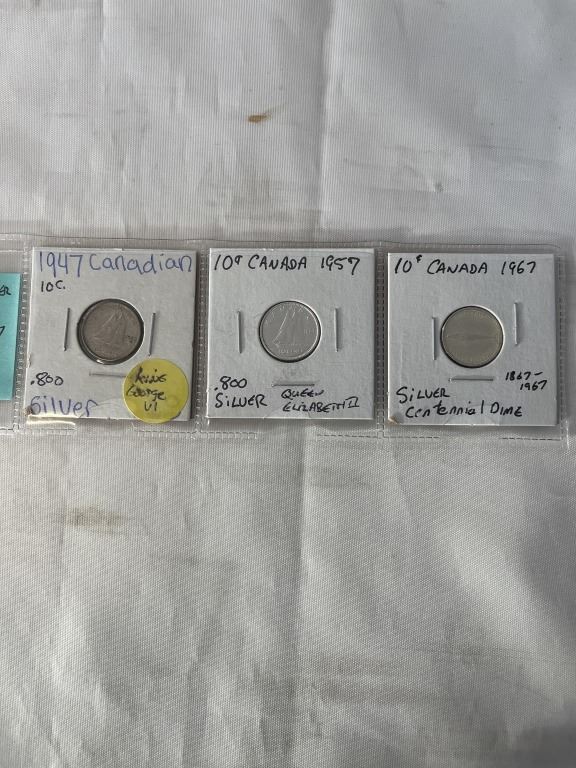 1947 Canadian
10c.
.800
Silver
King
George
VI
10¢ CANADA 1957
.800
SILVER
QUEEN
ELIZABETH II
10¢ CANADA 1967
1867-
1967
SILVER
Centennial DIME